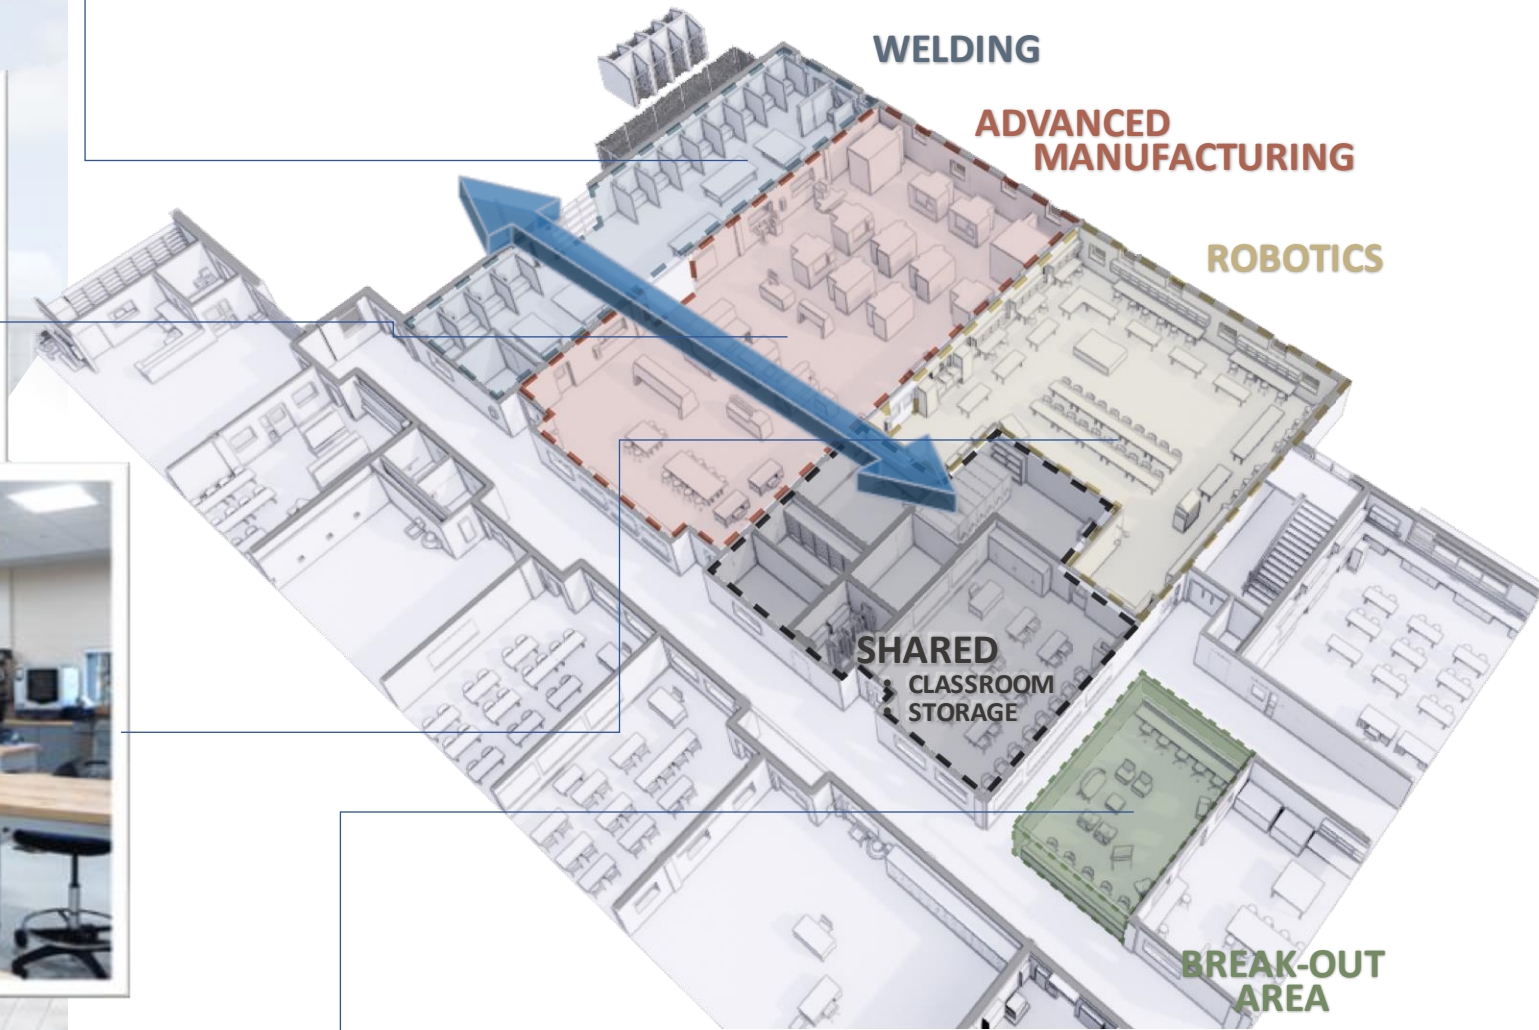 WELDING
ADVANCED
MANUFACTURING
ROBOTICS
SHARED
• CLASSROOM
• STORAGE
BREAK-OUT
AREA